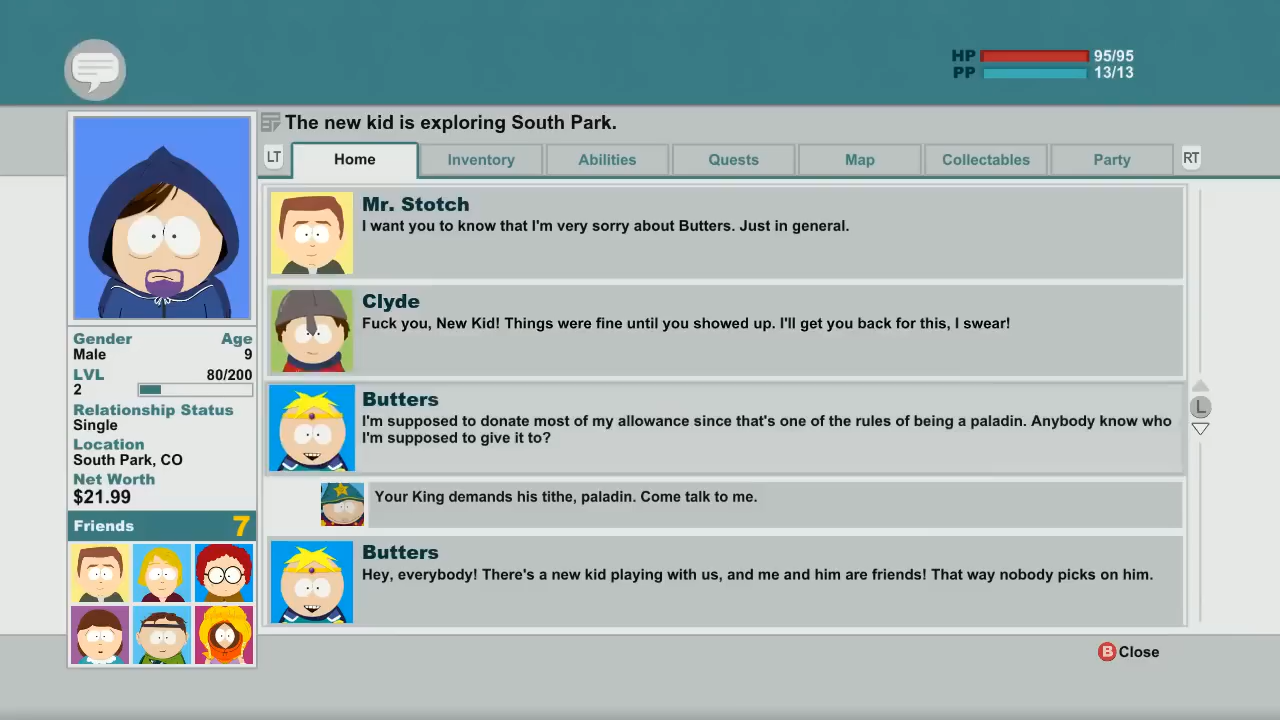 HP 95/95
PP 13/13
The new kid is exploring South Park.
LT Home Inventory Abilities Quests Map Collectables Party RT
Mr. Stotch
I want you to know that I'm very sorry about Butters. Just in general.
Clyde
Fuck you, New Kid! Things were fine until you showed up. I'll get you back for this, I swear!
Butters
I'm supposed to donate most of my allowance since that's one of the rules of being a paladin. Anybody know who
I'm supposed to give it to?
Your King demands his tithe, paladin. Come talk to me.
Butters
Hey, everybody! There's a new kid playing with us, and me and him are friends! That way nobody picks on him.
L
Gender Age
Male 9
LVL 80/200
2
Relationship Status
Single
Location
South Park, CO
Net Worth
$21.99
Friends 7
B Close